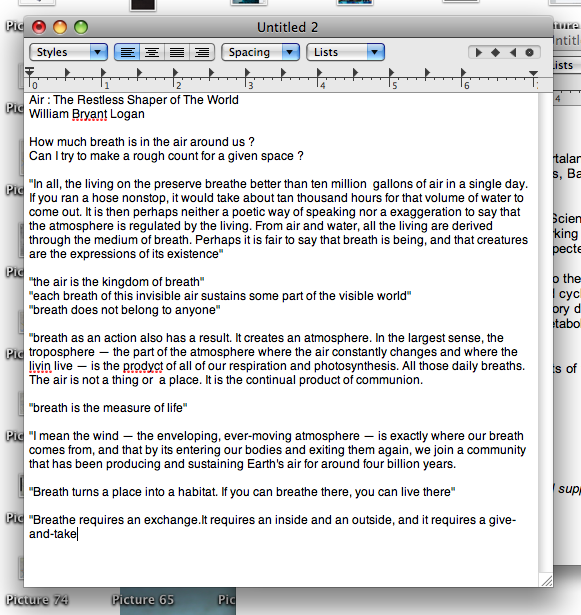 Untitled 2
Styles Spacing Lists
0 1 2 3 4 5 6 7
Air : The Restless Shaper of The World
William Bryant Logan
How much breath is in the air around us ?
Can I try to make a rough count for a given space ?
"In all, the living on the preserve breathe better than ten million  gallons of air in a single day.
If you ran a hose nonstop, it would take about tan thousand hours for that volume of water to
come out. It is then perhaps neither a poetic way of speaking nor a exaggeration to say that
the atmosphere is regulated by the living. From air and water, all the living are derived
through the medium of breath. Perhaps it is fair to say that breath is being, and that creatures
are the expressions of its existence"
"the air is the kingdom of breath"
"each breath of this invisible air sustains some part of the visible world"
"breath does not belong to anyone"
"breath as an action also has a result. It creates an atmosphere. In the largest sense, the
troposphere — the part of the atmosphere where the air constantly changes and where the
livin live — is the prodyct of all of our respiration and photosynthesis. All those daily breaths.
The air is not a thing or  a place. It is the continual product of communion.
"breath is the measure of life"
"I mean the wind — the enveloping, ever-moving atmosphere — is exactly where our breath
comes from, and that by its entering our bodies and exiting them again, we join a community
that has been producing and sustaining Earth's air for around four billion years.
"Breath turns a place into a habitat. If you can breathe there, you can live there"
"Breathe requires an exchange.It requires an inside and an outside, and it requires a give-
and-take
Picture 74 Picture 65 Pic